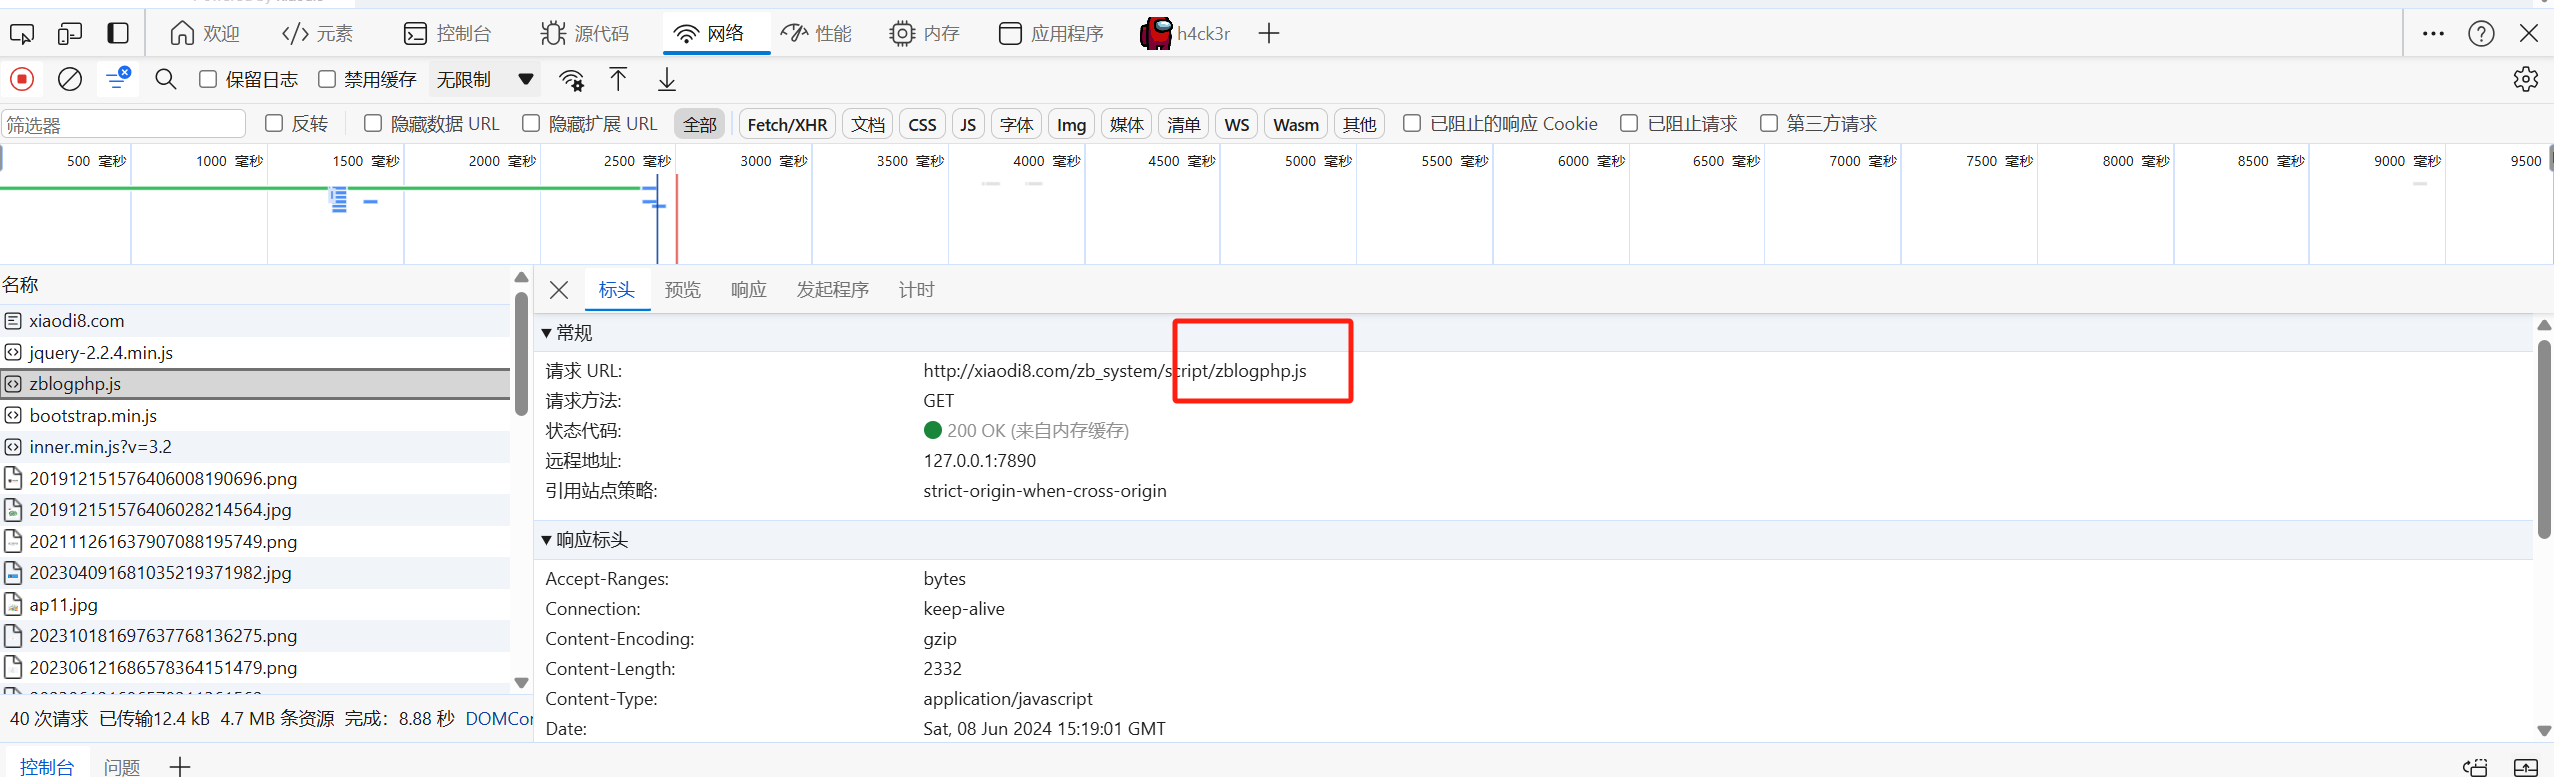 欢迎 元素 控制台 源代码 网络 性能 内存 应用程序 h4ck3r
保留日志 禁用缓存 无限制
筛选器 反转 隐藏数据 URL 隐藏扩展 URL 全部 Fetch/XHR 文档 CSS JS 字体 Img 媒体 清单 WS Wasm 其他 已阻止的响应 Cookie 已阻止请求 第三方请求
500 毫秒 1000 毫秒 1500 毫秒 2000 毫秒 2500 毫秒 3000 毫秒 3500 毫秒 4000 毫秒 4500 毫秒 5000 毫秒 5500 毫秒 6000 毫秒 6500 毫秒 7000 毫秒 7500 毫秒 8000 毫秒 8500 毫秒 9000 毫秒 9500
名称
xiaodi8.com
jquery-2.2.4.min.js
zblogphp.js
bootstrap.min.js
inner.min.js?v=3.2
201912151576406008190696.png
201912151576406028214564.jpg
202111261637907088195749.png
202304091681035219371982.jpg
ap11.jpg
202310181697637768136275.png
202306121686578364151479.png
40 次请求 已传输12.4 kB 4.7 MB 条资源 完成: 8.88 秒 DOMCor
标头 预览 响应 发起程序 计时
常规
请求 URL: http://xiaodi8.com/zb_system/script/zblogphp.js
请求方法: GET
状态代码: 200 OK (来自内存缓存)
远程地址: 127.0.0.1:7890
引用站点策略: strict-origin-when-cross-origin
响应标头
Accept-Ranges: bytes
Connection: keep-alive
Content-Encoding: gzip
Content-Length: 2332
Content-Type: application/javascript
Date: Sat, 08 Jun 2024 15:19:01 GMT
控制台 问题